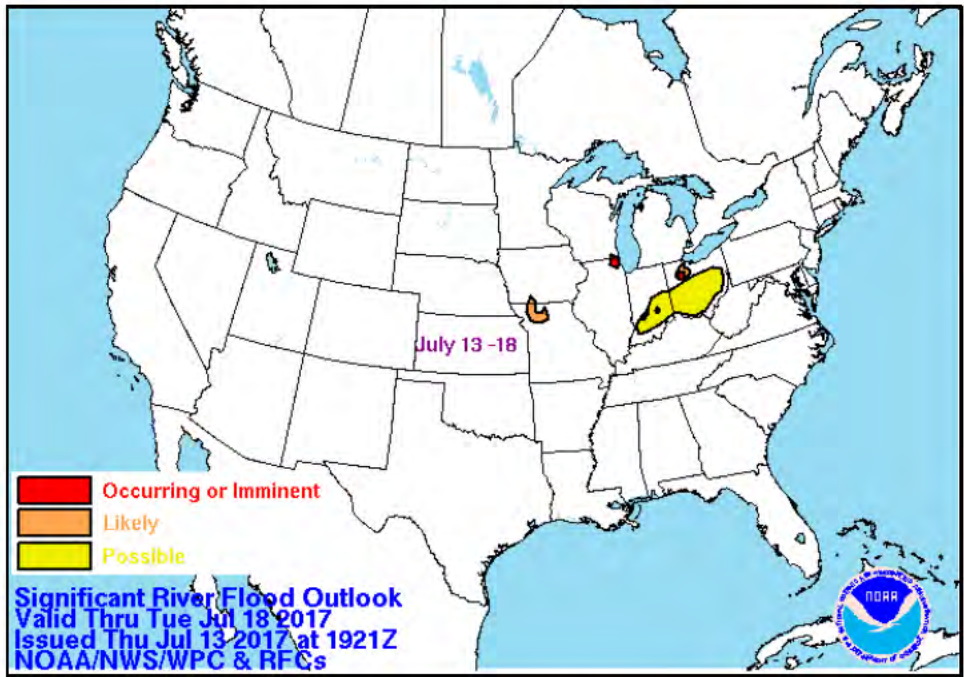 July 13 -18
Occurring or Imminent
Likely
Possible
Significant River Flood Outlook
Valid Thru Tue Jul 18 2017
Issued Thu Jul 13 2017 at 1921Z
NOAA/NWS/WPC & RFCs
NOAA